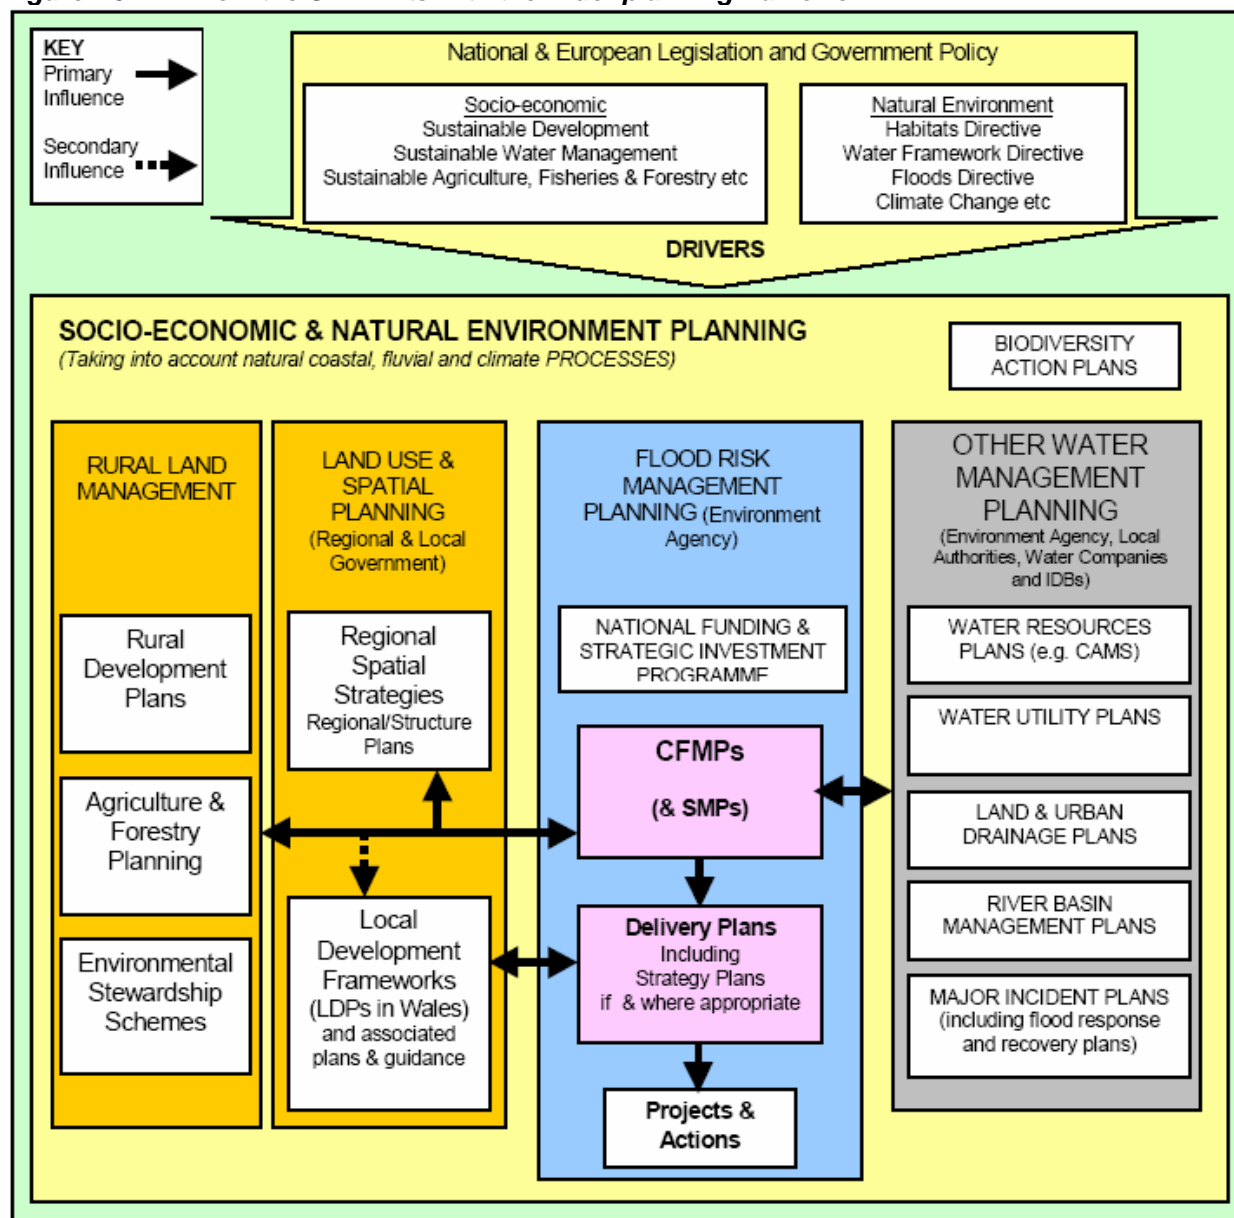 KEY
Primary
Influence
Secondary
Influence
National & European Legislation and Government Policy
Socio-economic
Sustainable Development
Sustainable Water Management
Sustainable Agriculture, Fisheries & Forestry etc
Natural Environment
Habitats Directive
Water Framework Directive
Floods Directive
Climate Change etc
DRIVERS
SOCIO-ECONOMIC & NATURAL ENVIRONMENT PLANNING
(Taking into account natural coastal, fluvial and climate PROCESSES)
BIODIVERSITY
ACTION PLANS
RURAL LAND
MANAGEMENT
Rural
Development
Plans
Agriculture &
Forestry
Planning
Environmental
Stewardship
Schemes
LAND USE &
SPATIAL
PLANNING
(Regional & Local
Government)
Regional
Spatial
Strategies
Regional/Structure
Plans
Local
Development
Frameworks
(LDPs in Wales)
and associated
plans & guidance
FLOOD RISK
MANAGEMENT
PLANNING (Environment
Agency)
NATIONAL FUNDING &
STRATEGIC INVESTMENT
PROGRAMME
CFMPs
(& SMPs)
Delivery Plans
Including
Strategy Plans
if & where appropriate
Projects &
Actions
OTHER WATER
MANAGEMENT
PLANNING
(Environment Agency, Local
Authorities, Water Companies
and IDBs)
WATER RESOURCES
PLANS (e.g. CAMS)
WATER UTILITY PLANS
LAND & URBAN
DRAINAGE PLANS
RIVER BASIN
MANAGEMENT PLANS
MAJOR INCIDENT PLANS
(including flood response
and recovery plans)